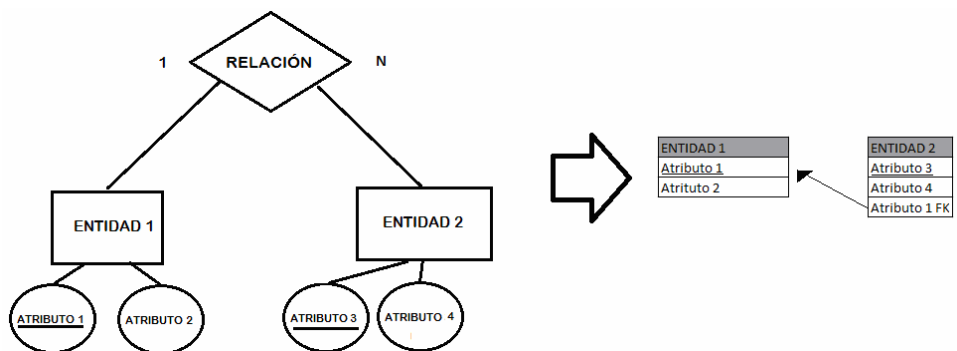 1
RELACIÓN
N
ENTIDAD 1
ENTIDAD 2
ATRIBUTO 1
ATRIBUTO 2
ATRIBUTO 3
ATRIBUTO 4
ENTIDAD 1
Atributo 1
Atrituto 2
ENTIDAD 2
Atributo 3
Atributo 4
Atributo 1 FK